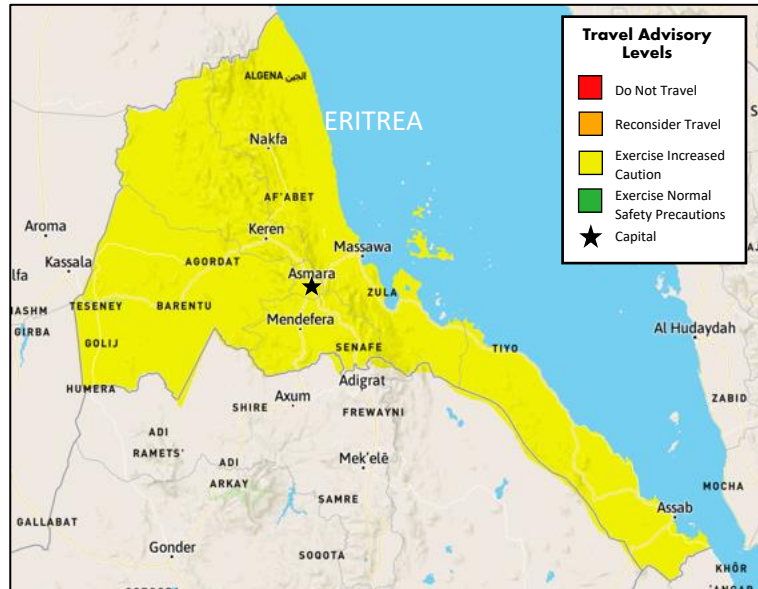 Travel Advisory
Levels
Do Not Travel
Reconsider Travel
Exercise Increased
Caution
Exercise Normal
Safety Precautions
Capital
ALGENA الجين
ERITREA
Nakfa
AF'ABET
Aroma
Keren
Massawa
Kassala
AGORDAT
Asmara
ZULA
TESENEY
BARENTU
GIRBA
Mendefera
Al Hudaydah
GOLIJ
SENAFE
TIYO
HUMERA
Adigrat
Axum
ZABID
SHIRE
FREWAYNI
ADI
RAMETS'
ADI
ARKAY
Mek'elē
MOCHA
SAMRE
Assab
GALLABAT
Gonder
SOQOTA
KHŌR